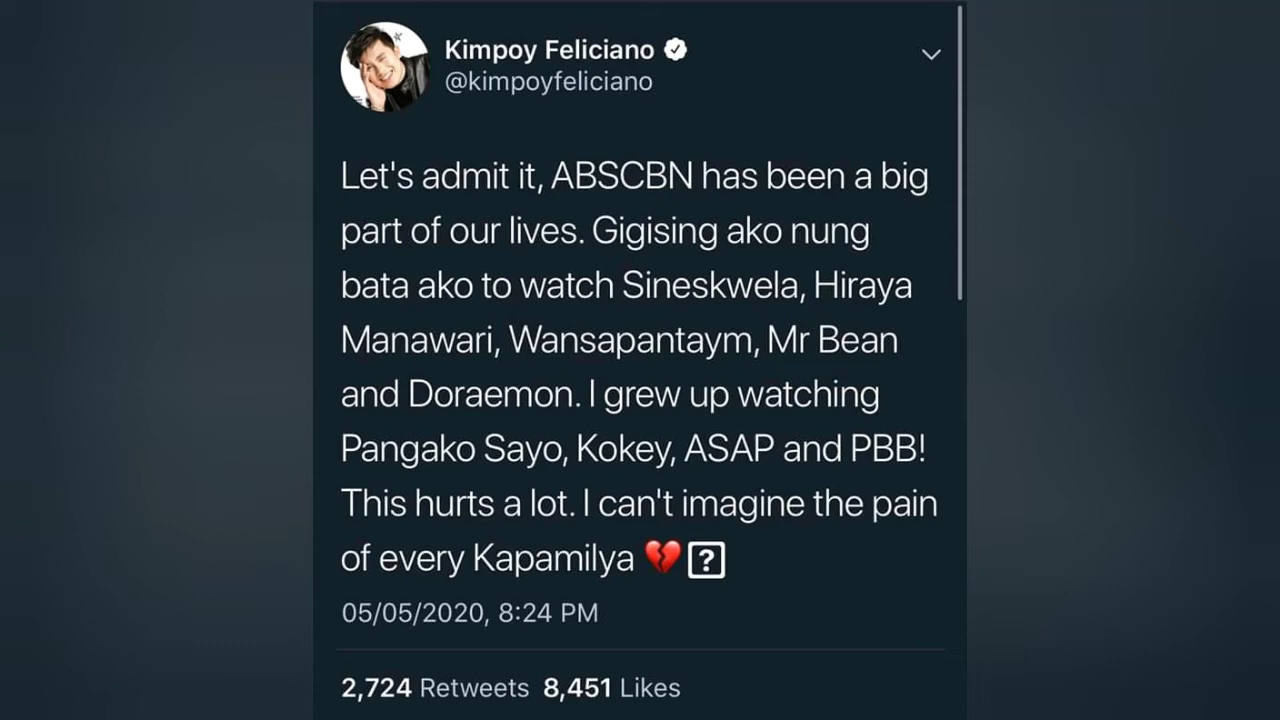 Kimpoy Feliciano
@kimpoyfeliciano
Let's admit it, ABSCBN has been a big
part of our lives. Gigising ako nung
bata ako to watch Sineskwela, Hiraya
Manawari, Wansapantaym, Mr Bean
and Doraemon. I grew up watching
Pangako Sayo, Kokey, ASAP and PBB!
This hurts a lot. I can't imagine the pain
of every Kapamilya 💔⍰
05/05/2020, 8:24 PM
2,724 Retweets 8,451 Likes